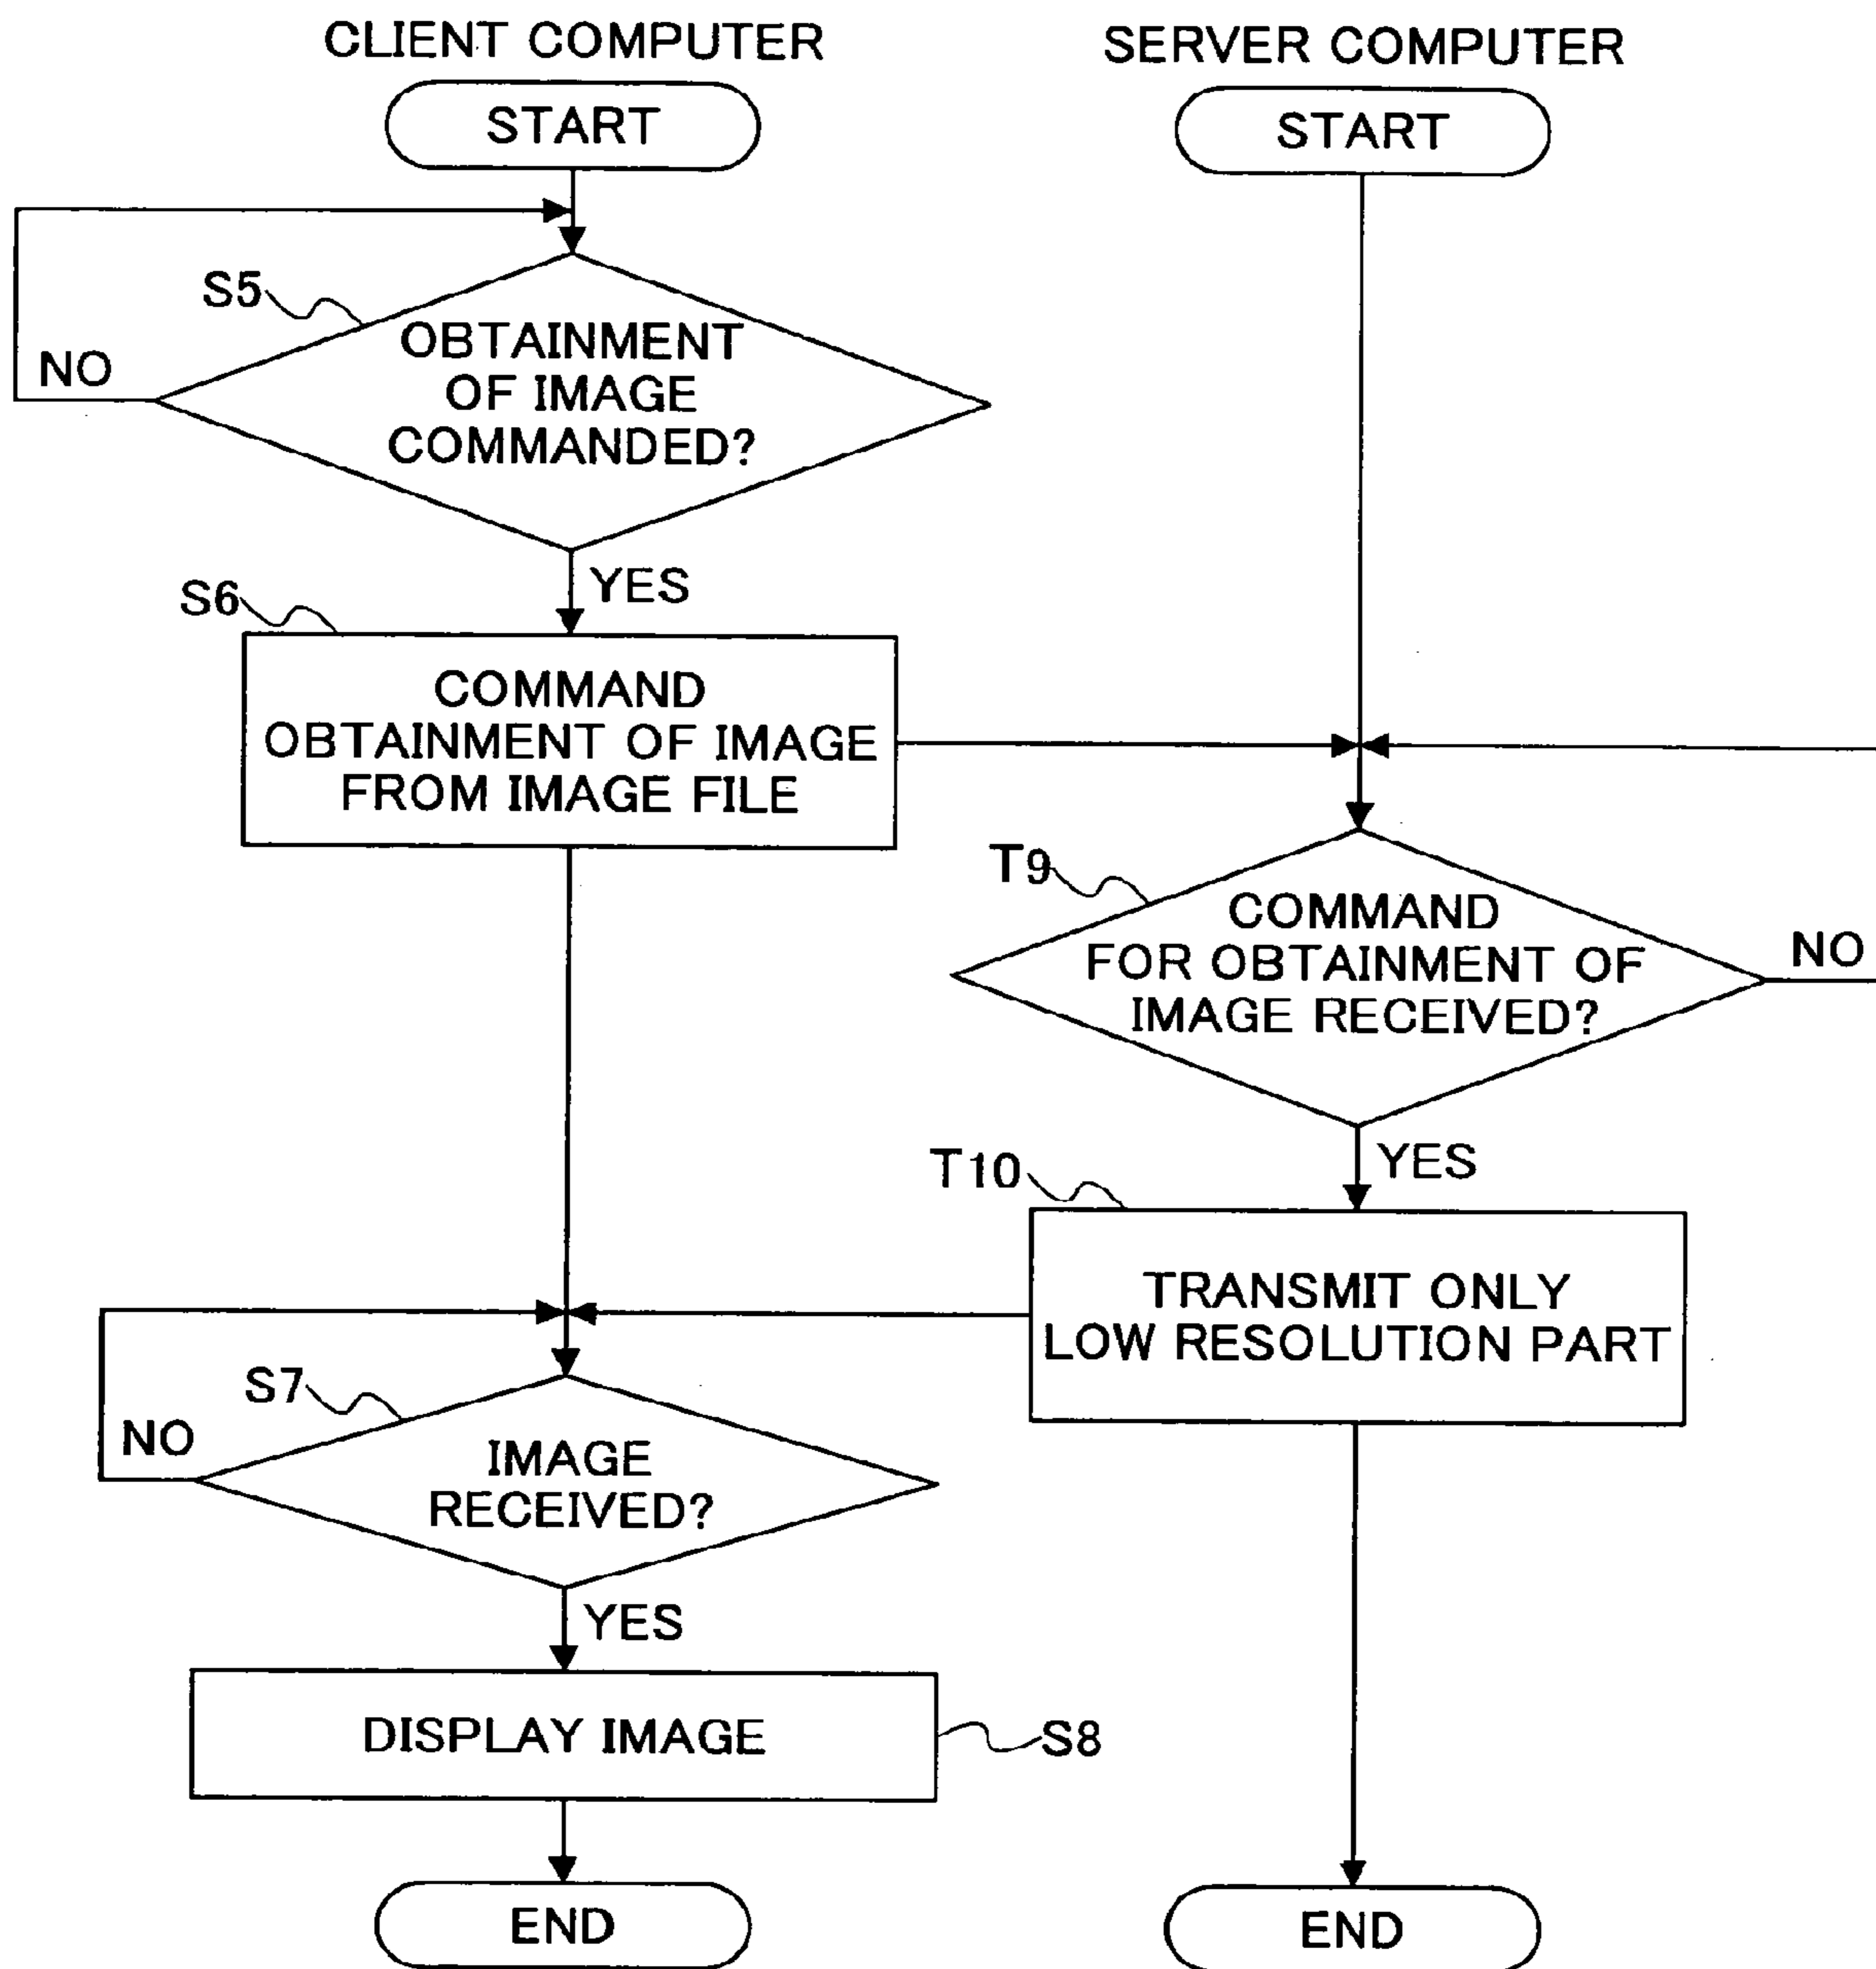 CLIENT COMPUTER
START
S5
OBTAINMENT
OF IMAGE
COMMANDED?
NO
YES
S6
COMMAND
OBTAINMENT OF IMAGE
FROM IMAGE FILE
S7
IMAGE
RECEIVED?
NO
YES
DISPLAY IMAGE
S8
END
SERVER COMPUTER
START
T9
COMMAND
FOR OBTAINMENT OF
IMAGE RECEIVED?
NO
YES
T10
TRANSMIT ONLY
LOW RESOLUTION PART
END